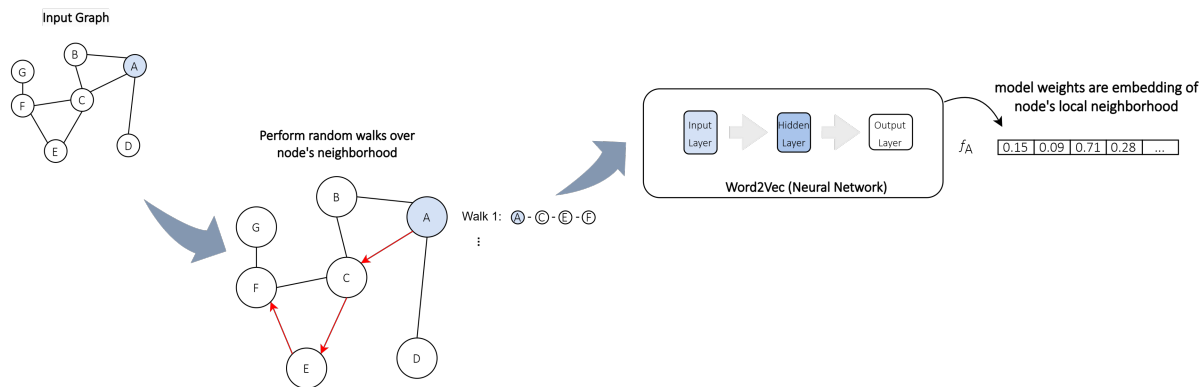 Input Graph
B
A
G
C
F
D
E
Perform random walks over
node's neighborhood
B
A
G
C
F
E
D
Walk 1: A - C - E - F
⋮
Input
Layer
Hidden
Layer
Output
Layer
Word2Vec (Neural Network)
model weights are embedding of
node's local neighborhood
fA 0.15 0.09 0.71 0.28 ...